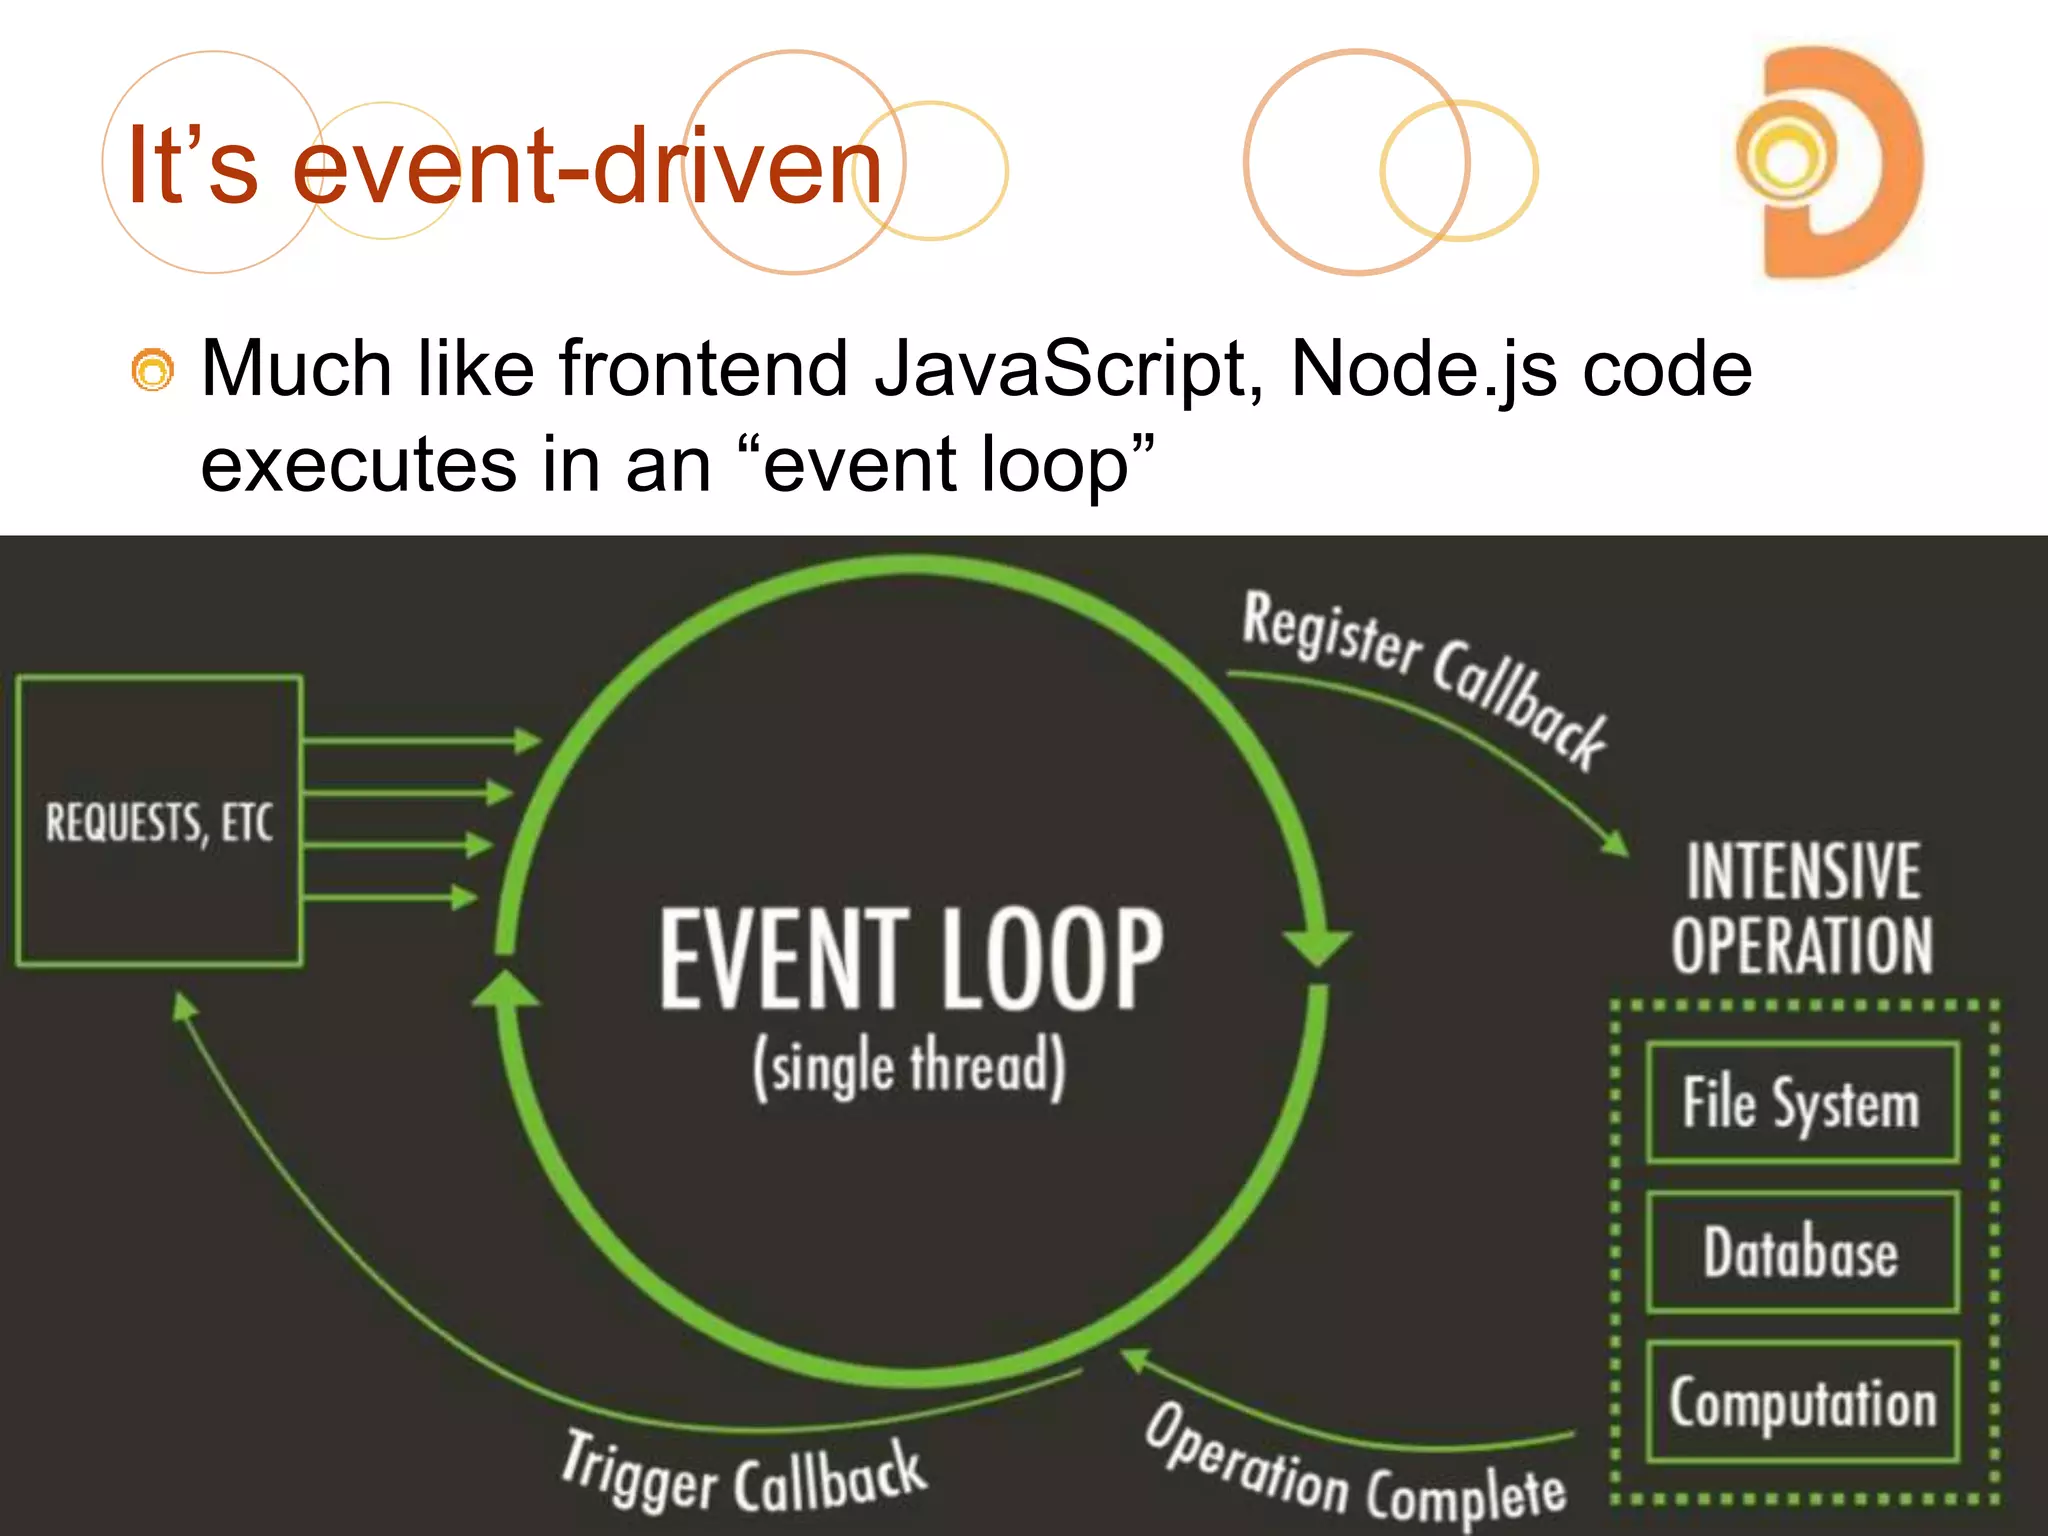 It’s event-driven
Much like frontend JavaScript, Node.js code
executes in an “event loop”
Register Callback
REQUESTS, ETC
EVENT LOOP
(single thread)
INTENSIVE
OPERATION
File System
Database
Computation
Operation Complete
Trigger Callback